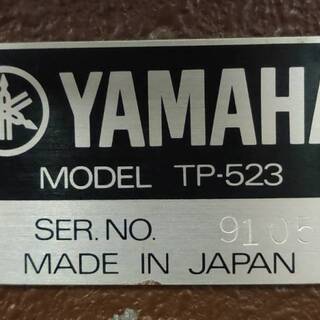 YAMAHA
MODEL TP-523
SER. NO. 9105
MADE IN JAPAN